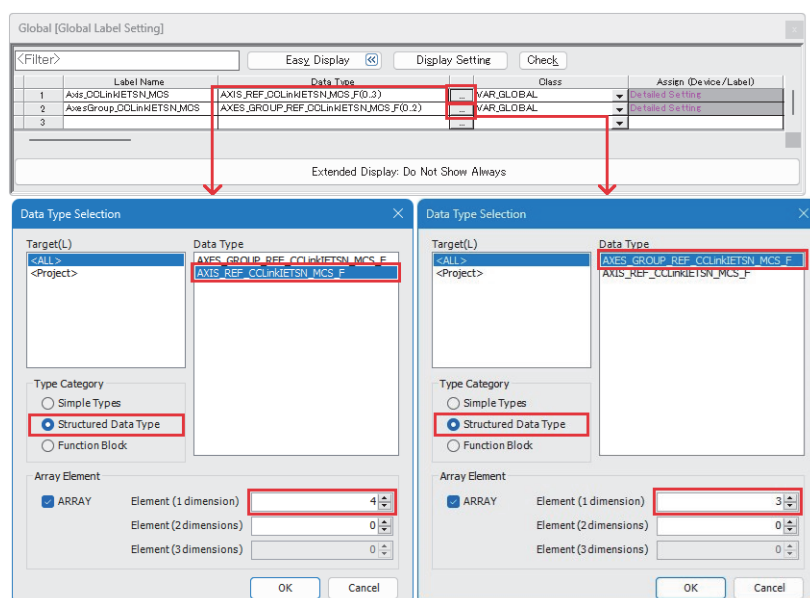 Global [Global Label Setting]
x
<Filter>
Easy Display
Display Setting
Check
Label Name Data Type Class Assign (Device/Label)
1 Axis_CCLinkIETSN_MCS AXIS_REF_CCLinkIETSN_MCS_F(0..3) ... VAR_GLOBAL Detailed Setting
2 AxesGroup_CCLinkIETSN_MCS AXES_GROUP_REF_CCLinkIETSN_MCS_F(0..2) ... VAR_GLOBAL Detailed Setting
3 ...
Extended Display: Do Not Show Always
Data Type Selection
Target(L)
<ALL>
<Project>
Data Type
AXES_GROUP_REF_CCLinkIETSN_MCS_F
AXIS_REF_CCLinkIETSN_MCS_F
Type Category
Simple Types
Structured Data Type
Function Block
Array Element
ARRAY
Element (1 dimension) 4
Element (2 dimensions) 0
Element (3 dimensions) 0
OK Cancel
Data Type Selection
Target(L)
<ALL>
<Project>
Data Type
AXES_GROUP_REF_CCLinkIETSN_MCS_F
AXIS_REF_CCLinkIETSN_MCS_F
Type Category
Simple Types
Structured Data Type
Function Block
Array Element
ARRAY
Element (1 dimension) 3
Element (2 dimensions) 0
Element (3 dimensions) 0
OK Cancel